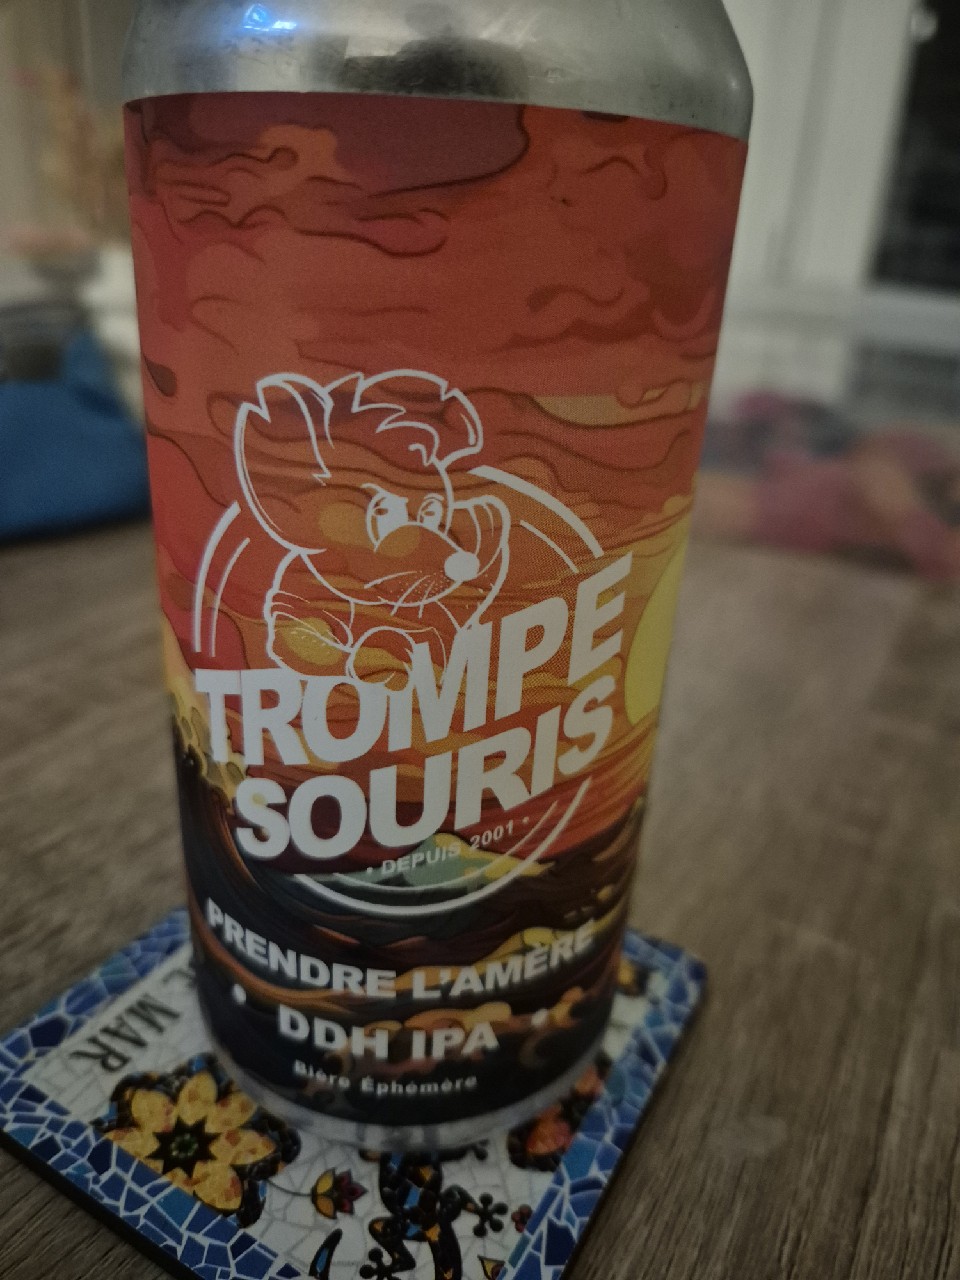 TROMPE
SOURIS
• DEPUIS 2001 •
PRENDRE L'AMÈRE
• DDH IPA •
Bière Éphémère
MAR